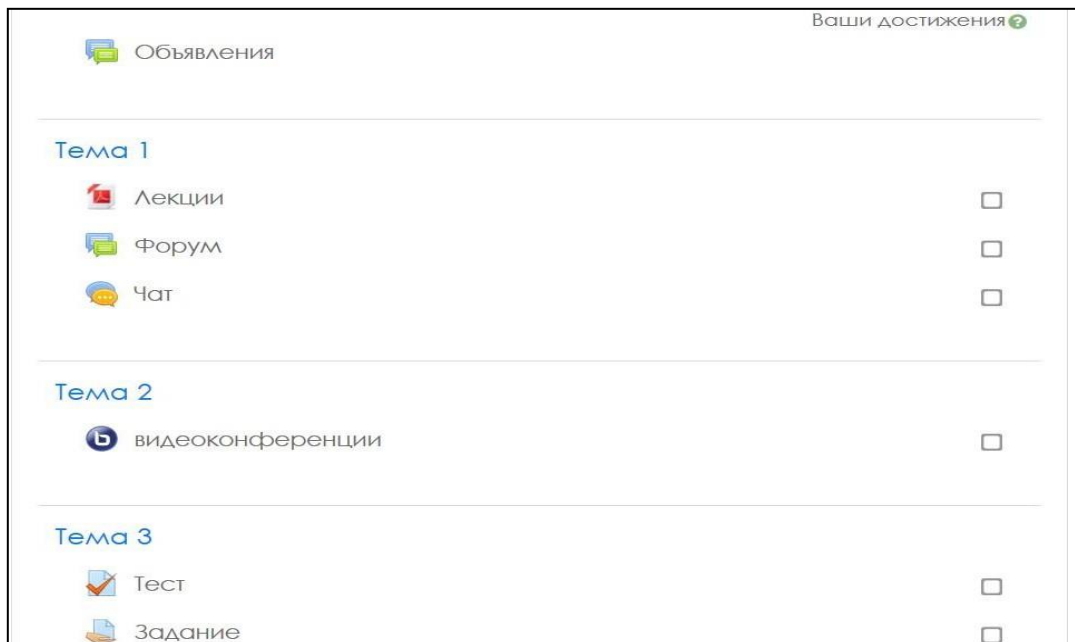 Ваши достижения
Объявления
Тема 1
Лекции
Форум
Чат
Тема 2
видеоконференции
Тема 3
Тест
Задание